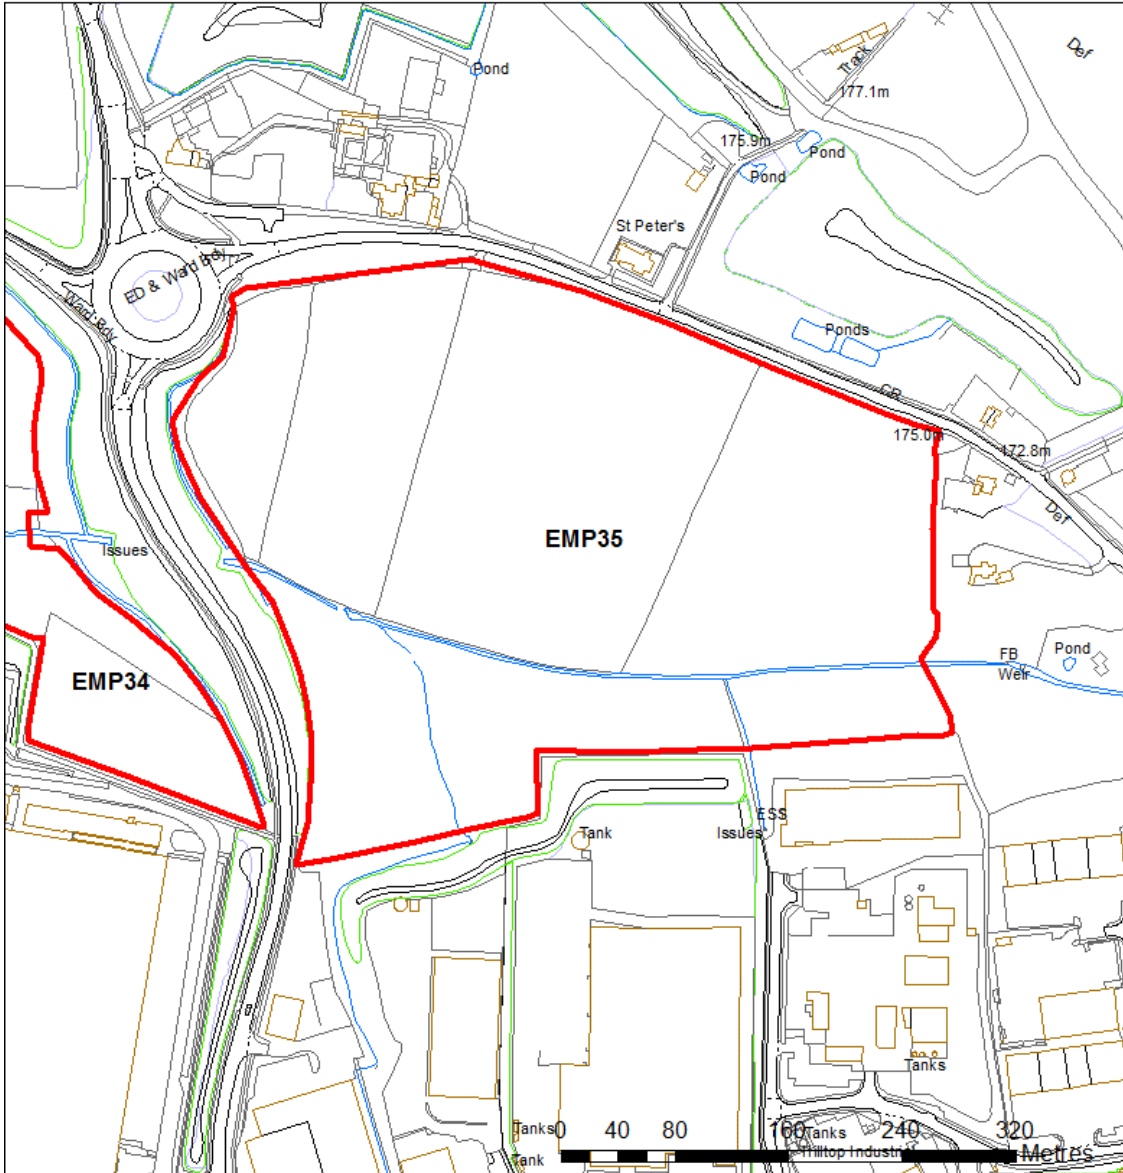 Def
Track
Pond
177.1m
175.9m
Pond
Pond
St Peter's
ED & Ward Bdy
Ward Bdy
Ponds
CR
175.0m
172.8m
Def
EMP35
Issues
FB
Pond
Weir
EMP34
ESS
Tank
Issues
Tanks
Tanks
0 40 80 160 240 320
Tanks
Hilltop Industri
Metres
Tank